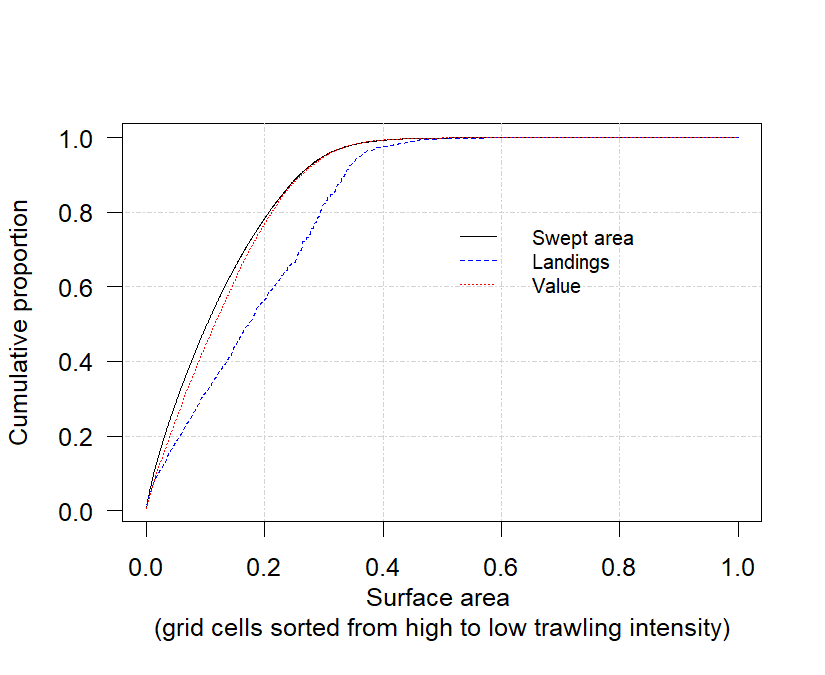 1.0
0.8
0.6
0.4
0.2
0.0
Cumulative proportion
Swept area
Landings
Value
0.0 0.2 0.4 0.6 0.8 1.0
Surface area
(grid cells sorted from high to low trawling intensity)